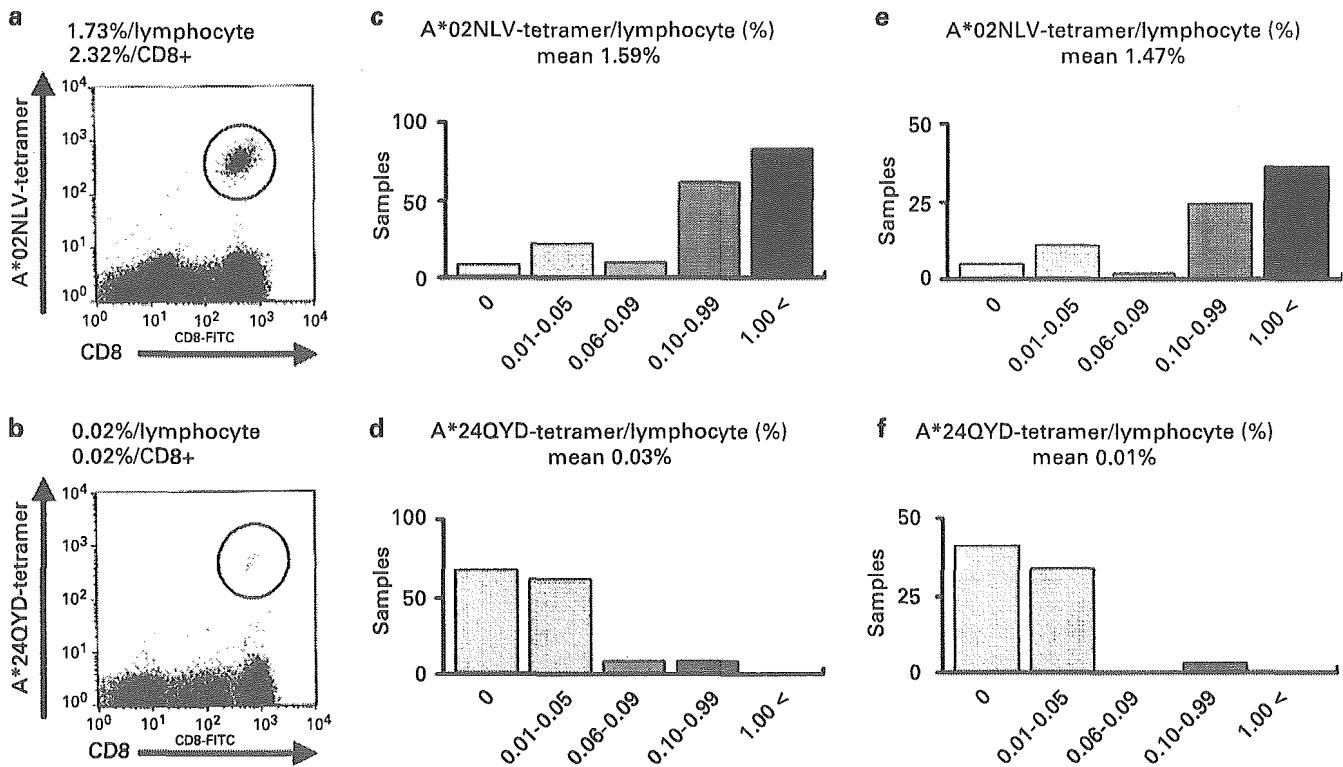 a
1.73%/lymphocyte
2.32%/CD8+
A*02NLV-tetramer
10⁴
10³
10²
10¹
10⁰
10⁰ 10¹ 10² 10³ 10⁴
CD8-FITC
CD8
c
A*02NLV-tetramer/lymphocyte (%)
mean 1.59%
Samples
100
50
0
0 0.01-0.05 0.06-0.09 0.10-0.99 1.00 <
e
A*02NLV-tetramer/lymphocyte (%)
mean 1.47%
Samples
50
25
0
0 0.01-0.05 0.06-0.09 0.10-0.99 1.00 <
b
0.02%/lymphocyte
0.02%/CD8+
A*24QYD-tetramer
10⁴
10³
10²
10¹
10⁰
10⁰ 10¹ 10² 10³ 10⁴
CD8-FITC
CD8
d
A*24QYD-tetramer/lymphocyte (%)
mean 0.03%
Samples
100
50
0
0 0.01-0.05 0.06-0.09 0.10-0.99 1.00 <
f
A*24QYD-tetramer/lymphocyte (%)
mean 0.01%
Samples
50
25
0
0 0.01-0.05 0.06-0.09 0.10-0.99 1.00 <